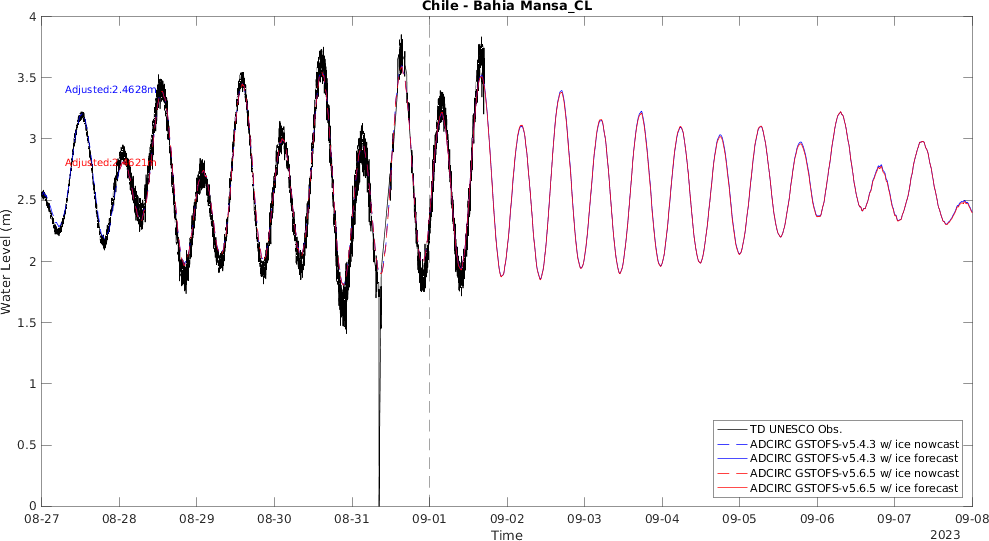 Chile - Bahia Mansa_CL
4
3.5
3
2.5
2
1.5
1
0.5
0
Water Level (m)
Adjusted:2.4628m
08-27
08-28
08-29
08-30
08-31
09-01
09-02
09-03
09-04
09-05
09-06
09-07
09-08
Time
2023
TD UNESCO Obs.
ADCIRC GSTOFS-v5.4.3 w/ ice nowcast
ADCIRC GSTOFS-v5.4.3 w/ ice forecast
ADCIRC GSTOFS-v5.6.5 w/ ice nowcast
ADCIRC GSTOFS-v5.6.5 w/ ice forecast